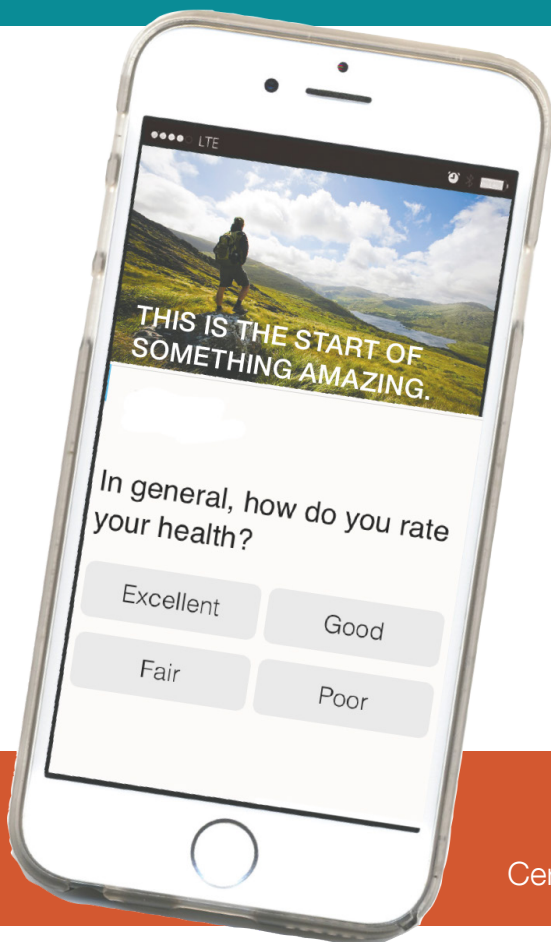 LTE
THIS IS THE START OF
SOMETHING AMAZING.
In general, how do you rate
your health?
Excellent
Good
Fair
Poor